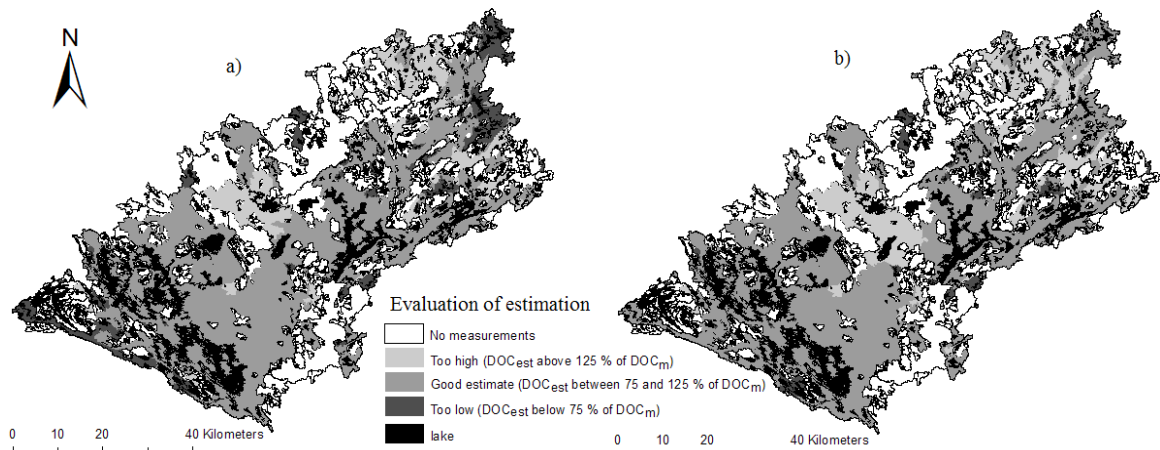 N
a)
b)
Evaluation of estimation
No measurements
Too high (DOCest above 125 % of DOCm)
Good estimate (DOCest between 75 and 125 % of DOCm)
Too low (DOCest below 75 % of DOCm)
lake
0 10 20 40 Kilometers
0 10 20 40 Kilometers